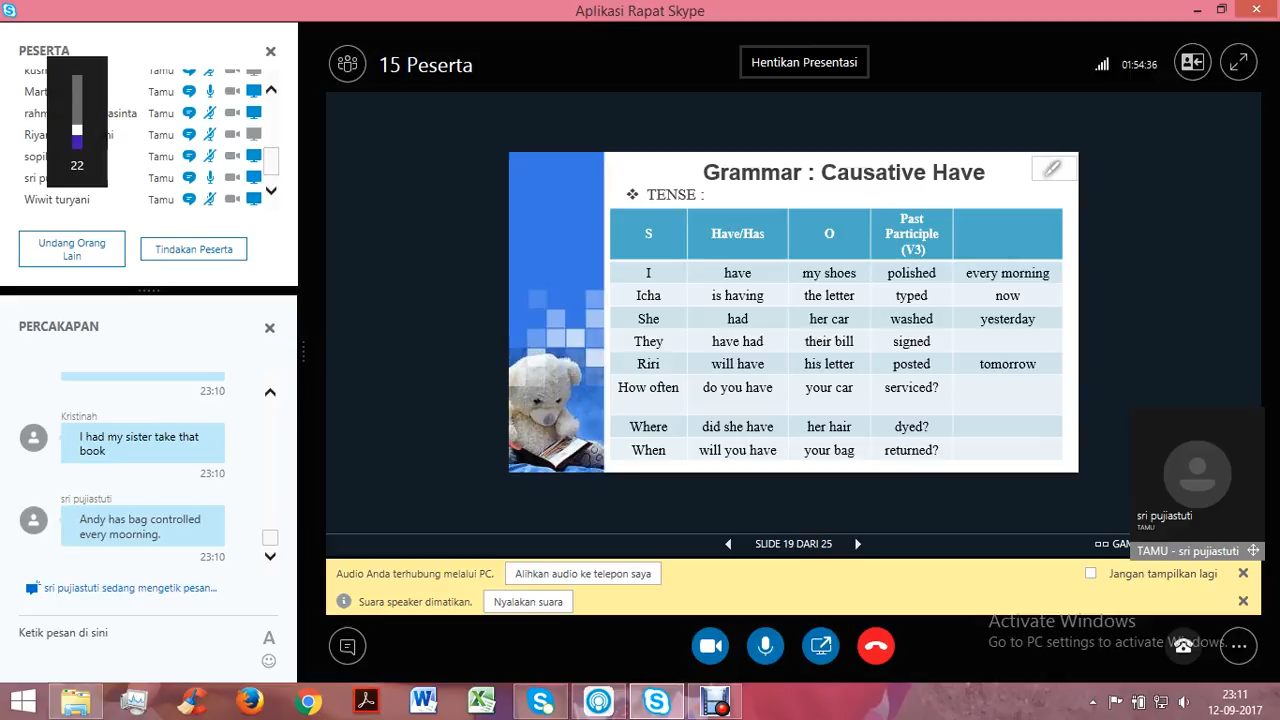 Aplikasi Rapat Skype
PESERTA
Tamu
Mart Tamu
rahm asinta Tamu
Riya ni Tamu
sopi Tamu
sri pu Tamu
Wiwit turyani Tamu
22
Undang Orang
Lain
Tindakan Peserta
PERCAKAPAN
23:10
Kristinah
I had my sister take that
book
23:10
sri pujiastuti
Andy has bag controlled
every moorning.
23:10
sri pujiastuti sedang mengetik pesan...
Ketik pesan di sini
A
15 Peserta
Hentikan Presentasi
01:54:36
Grammar : Causative Have
❖ TENSE :
S Have/Has O Past
Participle
(V3)
I have my shoes polished every morning
Icha is having the letter typed now
She had her car washed yesterday
They have had their bill signed
Riri will have his letter posted tomorrow
How often do you have your car serviced?
Where did she have her hair dyed?
When will you have your bag returned?
sri pujiastuti
TAMU
TAMU - sri pujiastuti
SLIDE 19 DARI 25
GAM
Audio Anda terhubung melalui PC. Alihkan audio ke telepon saya Jangan tampilkan lagi
Suara speaker dimatikan. Nyalakan suara
Activate Windows
Go to PC settings to activate Windows.
23:11
12-09-2017